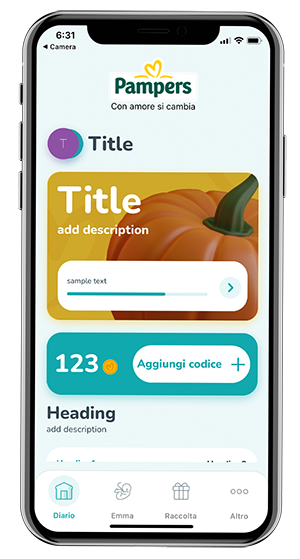 6:31
Camera
Pampers
Con amore si cambia
T
Title
Title
add description
sample text
123
Aggiungi codice
Heading
add description
Diario
Emma
Raccolta
Altro